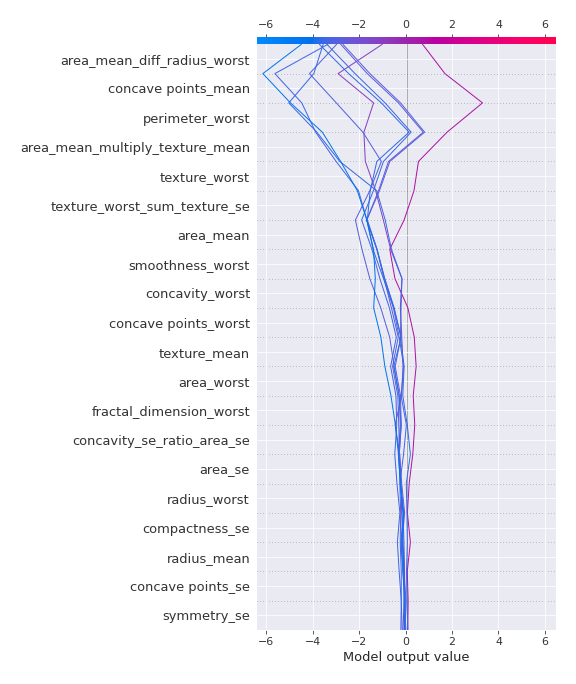 −6 −4 −2 0 2 4 6
area_mean_diff_radius_worst
concave points_mean
perimeter_worst
area_mean_multiply_texture_mean
texture_worst
texture_worst_sum_texture_se
area_mean
smoothness_worst
concavity_worst
concave points_worst
texture_mean
area_worst
fractal_dimension_worst
concavity_se_ratio_area_se
area_se
radius_worst
compactness_se
radius_mean
concave points_se
symmetry_se
−6 −4 −2 0 2 4 6
Model output value